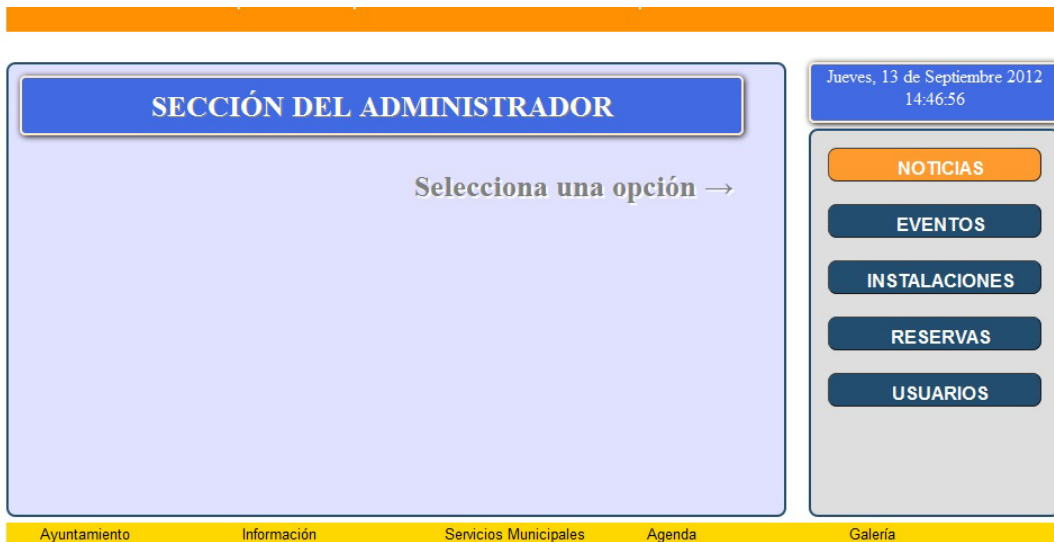 SECCIÓN DEL ADMINISTRADOR
Selecciona una opción →
Jueves, 13 de Septiembre 2012
14:46:56
NOTICIAS
EVENTOS
INSTALACIONES
RESERVAS
USUARIOS
Ayuntamiento Información Servicios Municipales Agenda Galería